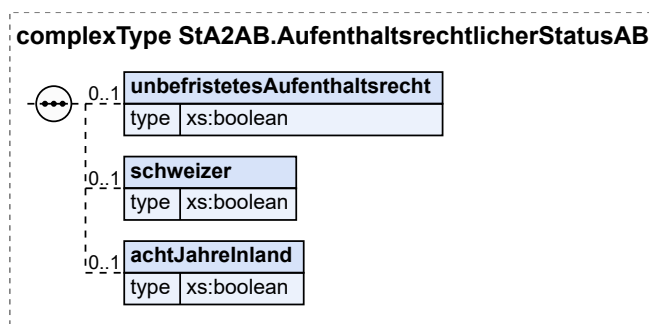 complexType StA2AB.AufenthaltsrechtlicherStatusAB
0..1 unbefristetesAufenthaltsrecht
type xs:boolean
0..1 schweizer
type xs:boolean
0..1 achtJahreInland
type xs:boolean